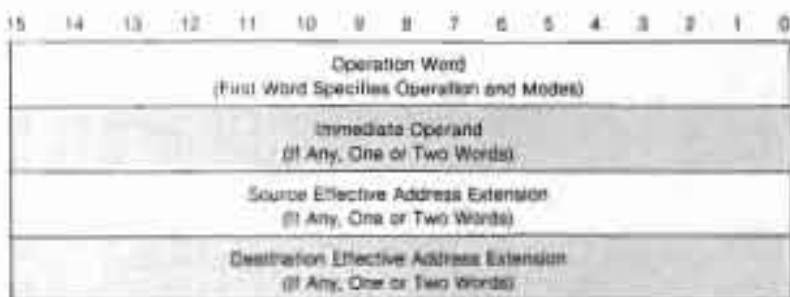 15 14 13 12 11 10 9 8 7 6 5 4 3 2 1 0
Operation Word
(First Word Specifies Operation and Modes)
Immediate Operand
(If Any, One or Two Words)
Source Effective Address Extension
(If Any, One or Two Words)
Destination Effective Address Extension
(If Any, One or Two Words)